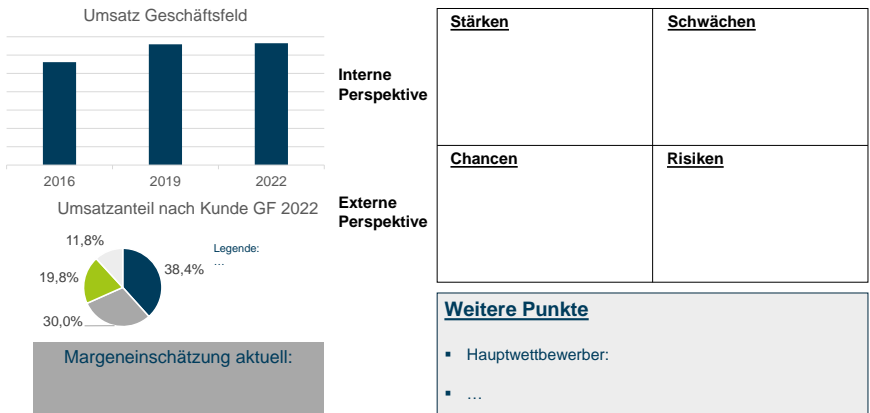 Umsatz Geschäftsfeld
2016 2019 2022
Umsatzanteil nach Kunde GF 2022
11,8%
Legende:
…
38,4%
19,8%
30,0%
Margeneinschätzung aktuell:
Interne
Perspektive
Externe
Perspektive
Stärken
Schwächen
Chancen
Risiken
Weitere Punkte
▪ Hauptwettbewerber:
▪ …